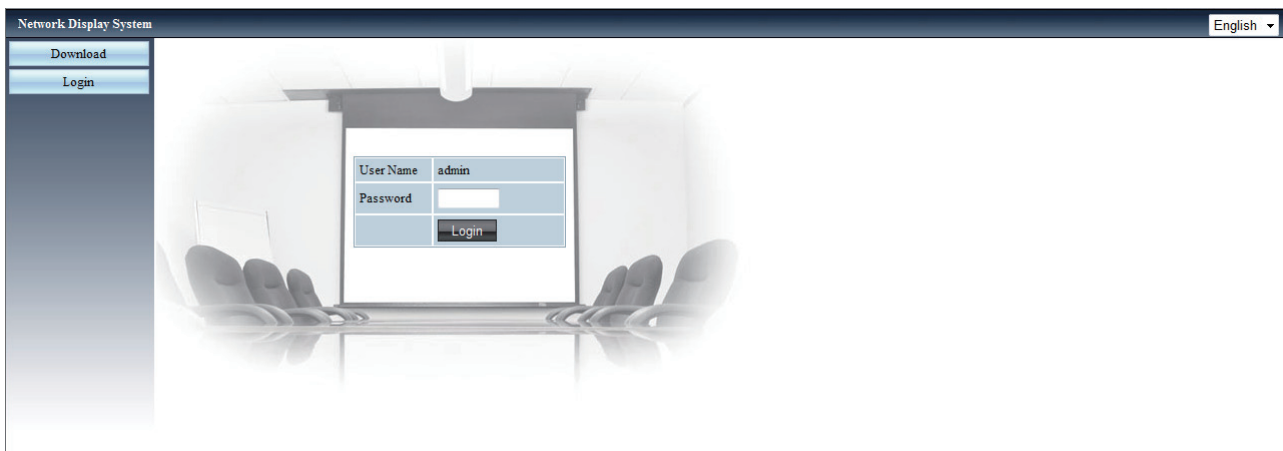 Network Display System
English
Download
Login
User Name admin
Password
Login